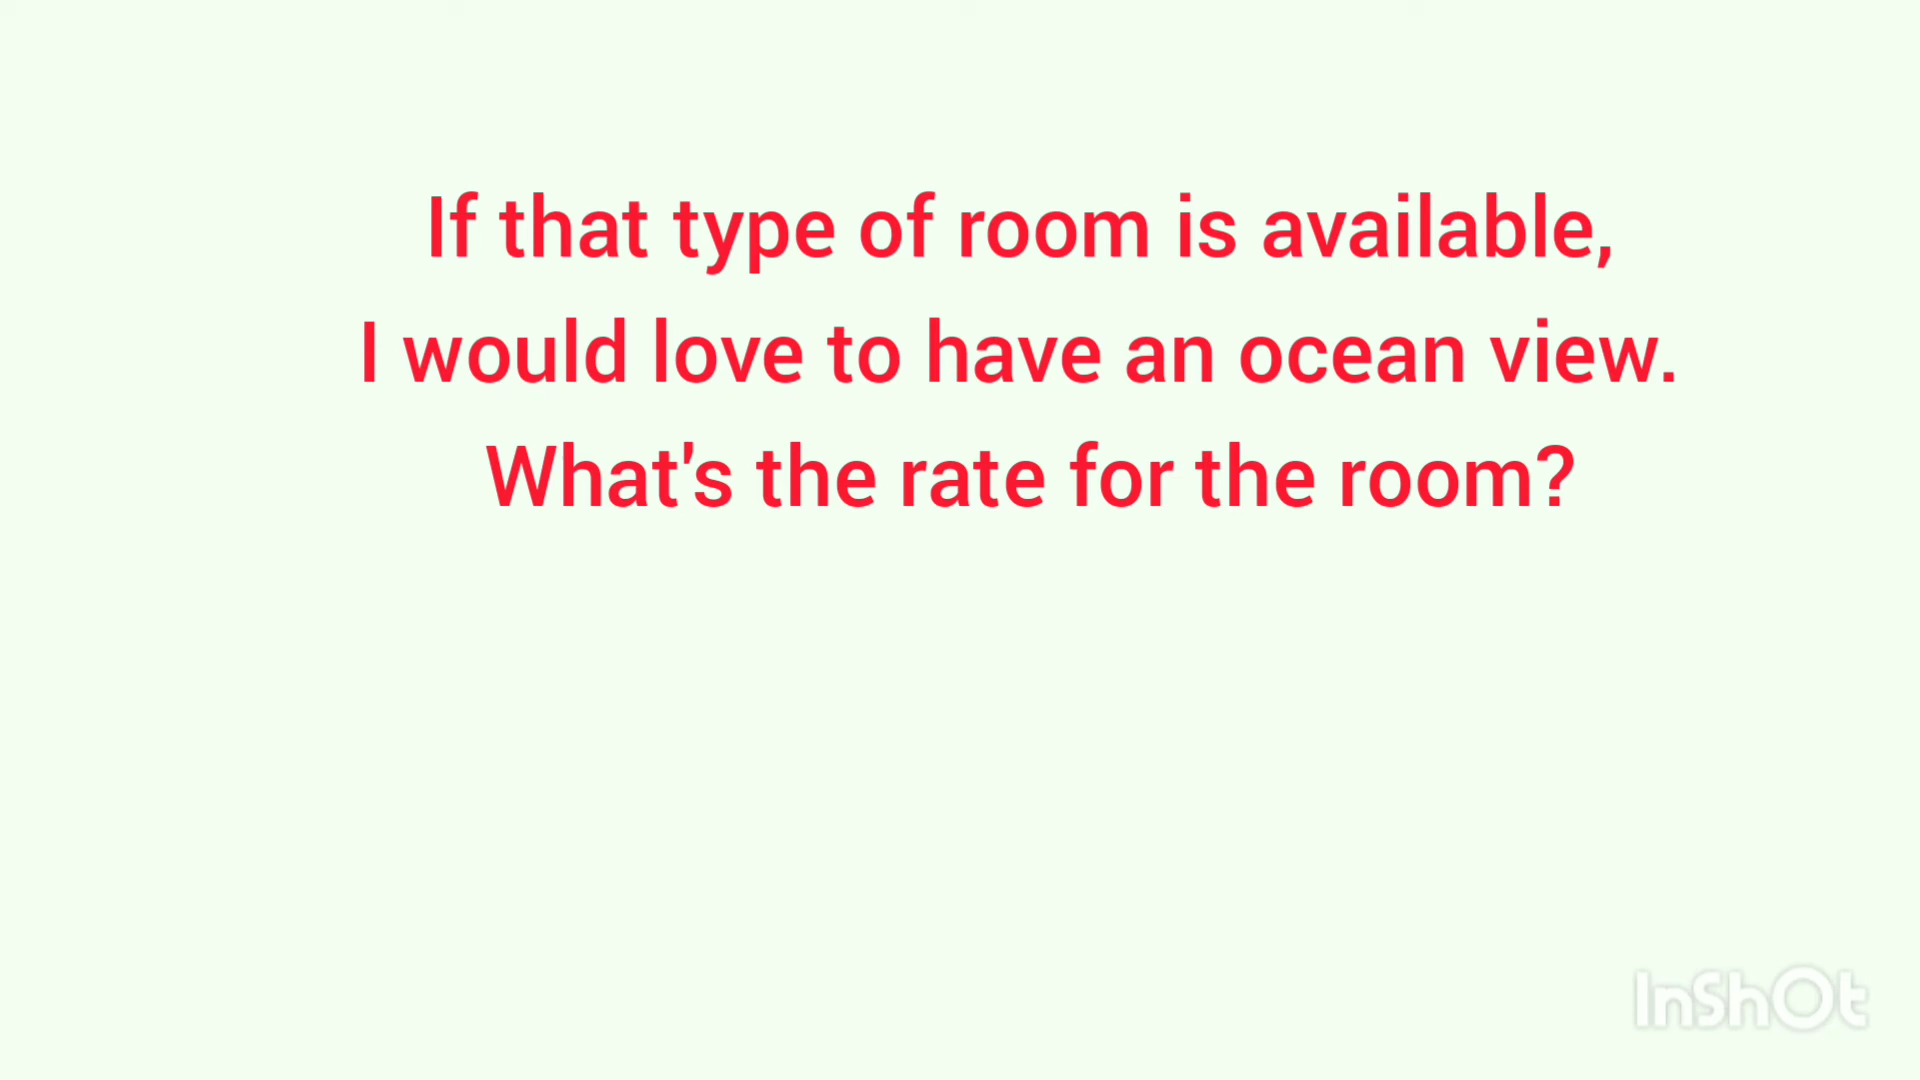 If that type of room is available,
I would love to have an ocean view.
What's the rate for the room?
InShOt